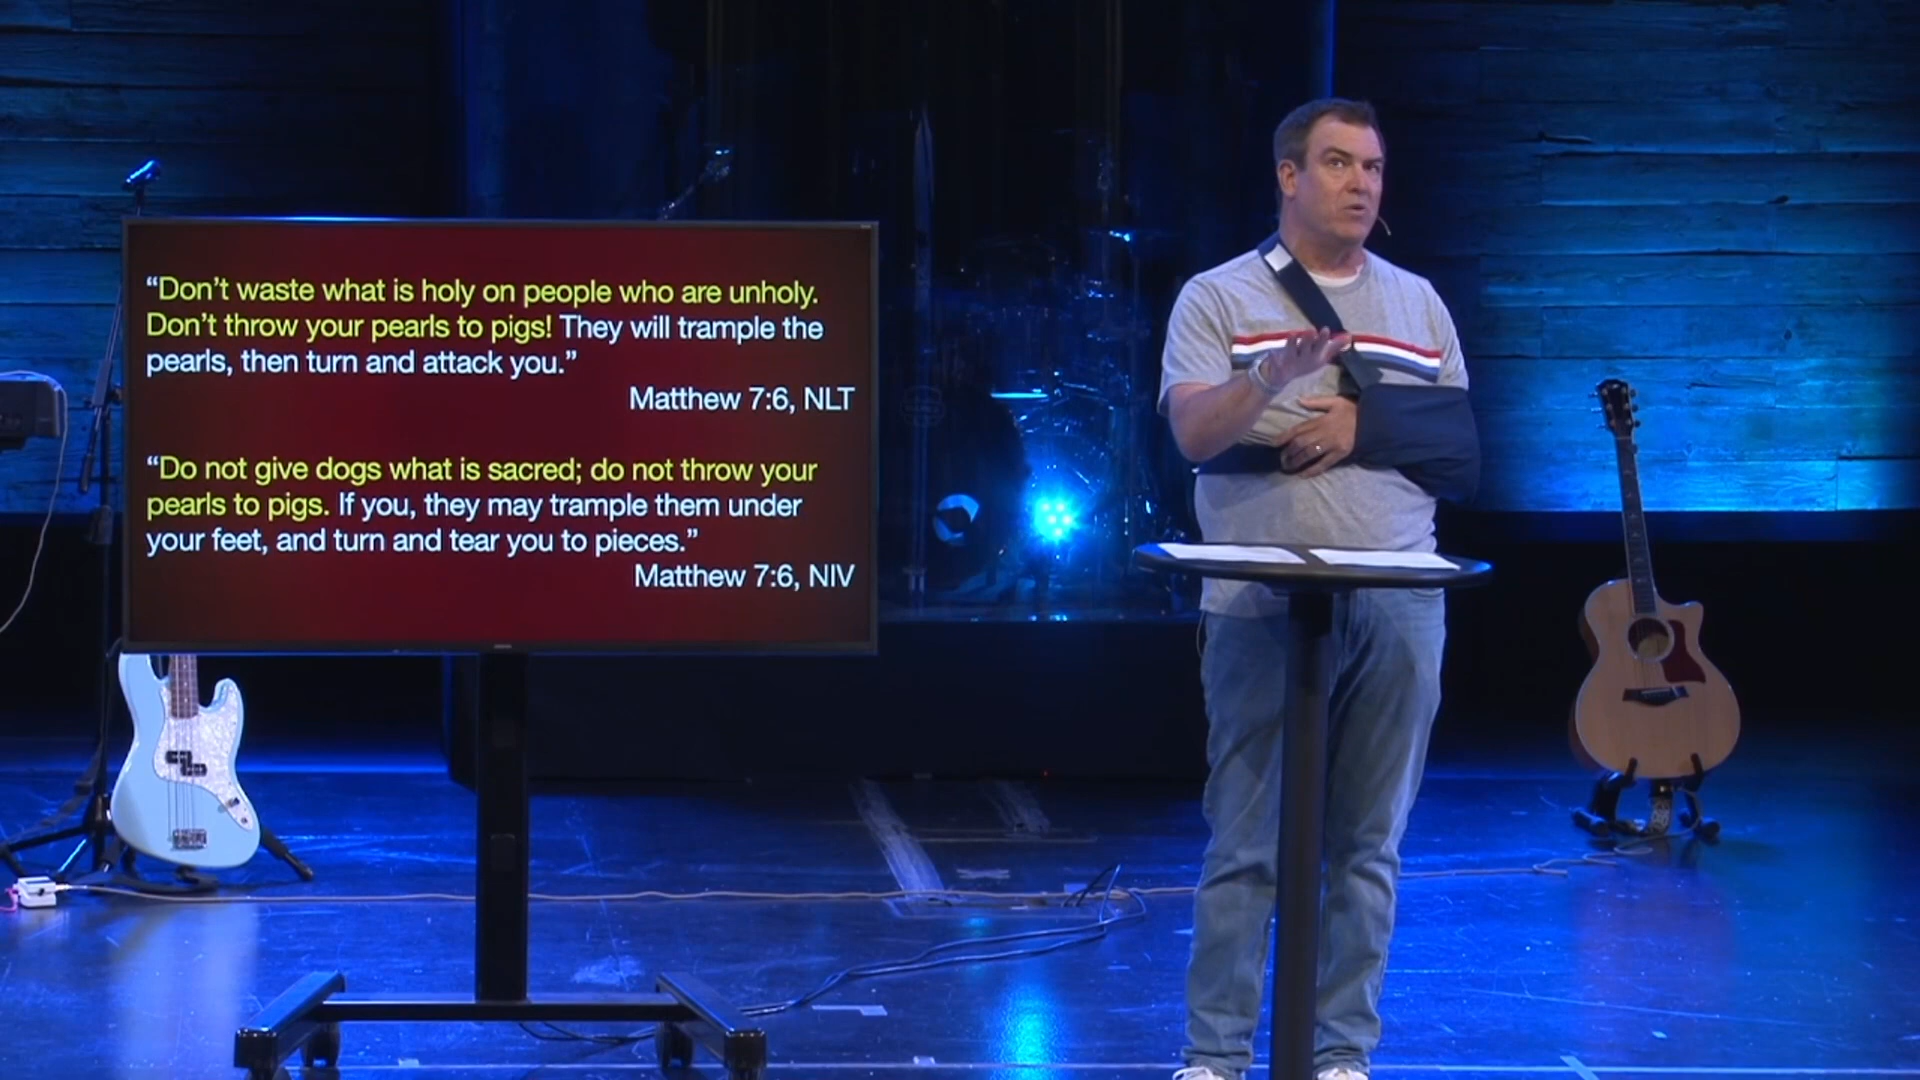 “Don’t waste what is holy on people who are unholy.
Don’t throw your pearls to pigs! They will trample the
pearls, then turn and attack you.”
Matthew 7:6, NLT
“Do not give dogs what is sacred; do not throw your
pearls to pigs. If you, they may trample them under
your feet, and turn and tear you to pieces.”
Matthew 7:6, NIV